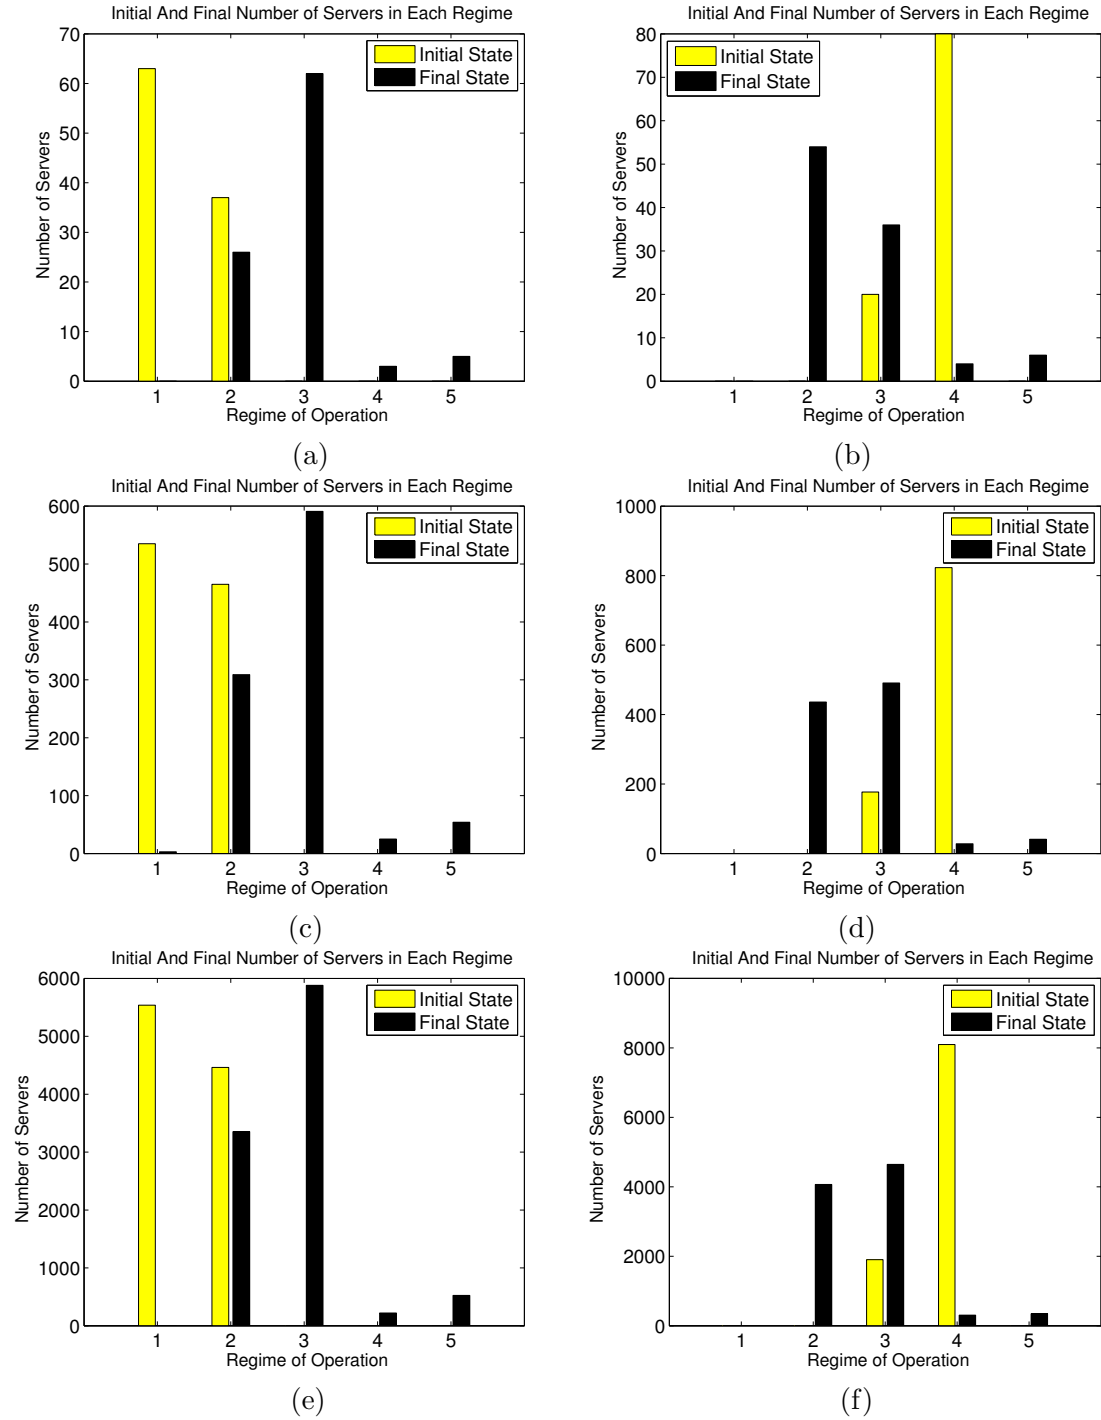 Initial And Final Number of Servers in Each Regime
70
60
50
40
30
20
10
0
Number of Servers
Initial State
Final State
1 2 3 4 5
Regime of Operation
(a)
Initial And Final Number of Servers in Each Regime
80
70
60
50
40
30
20
10
0
Number of Servers
Initial State
Final State
1 2 3 4 5
Regime of Operation
(b)
Initial And Final Number of Servers in Each Regime
600
500
400
300
200
100
0
Number of Servers
Initial State
Final State
1 2 3 4 5
Regime of Operation
(c)
Initial And Final Number of Servers in Each Regime
1000
800
600
400
200
0
Number of Servers
Initial State
Final State
1 2 3 4 5
Regime of Operation
(d)
Initial And Final Number of Servers in Each Regime
6000
5000
4000
3000
2000
1000
0
Number of Servers
Initial State
Final State
1 2 3 4 5
Regime of Operation
(e)
Initial And Final Number of Servers in Each Regime
10000
8000
6000
4000
2000
0
Number of Servers
Initial State
Final State
1 2 3 4 5
Regime of Operation
(f)